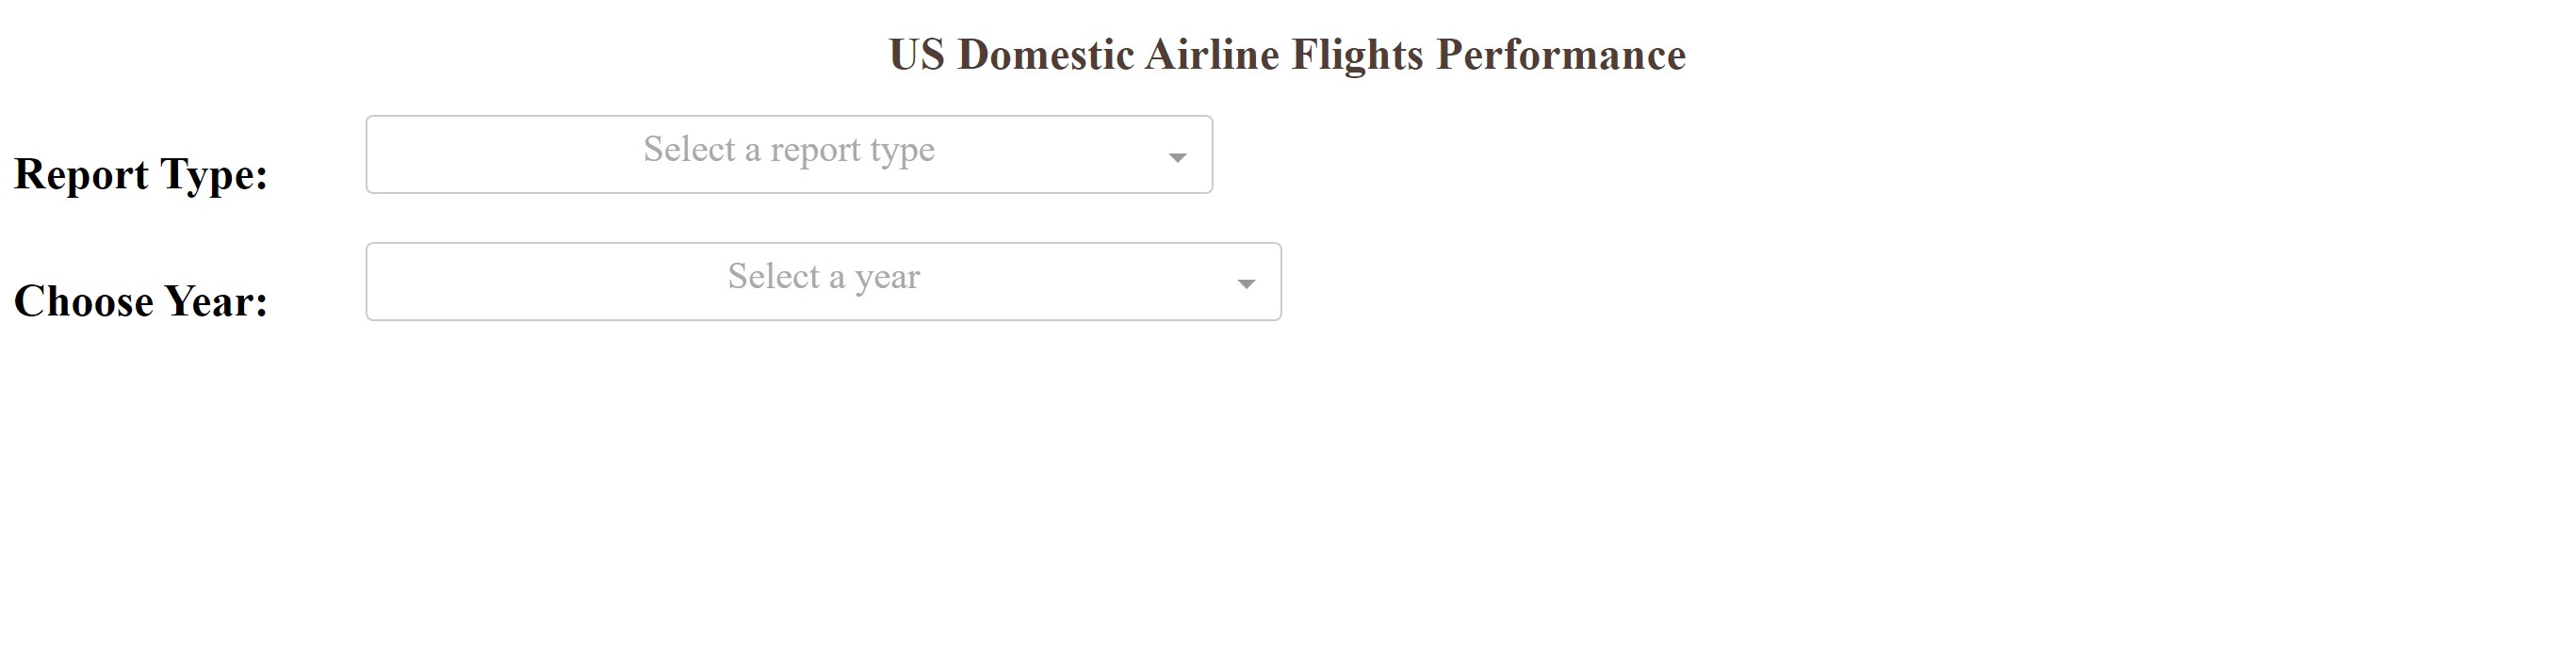 US Domestic Airline Flights Performance
Report Type:
Select a report type
Choose Year:
Select a year